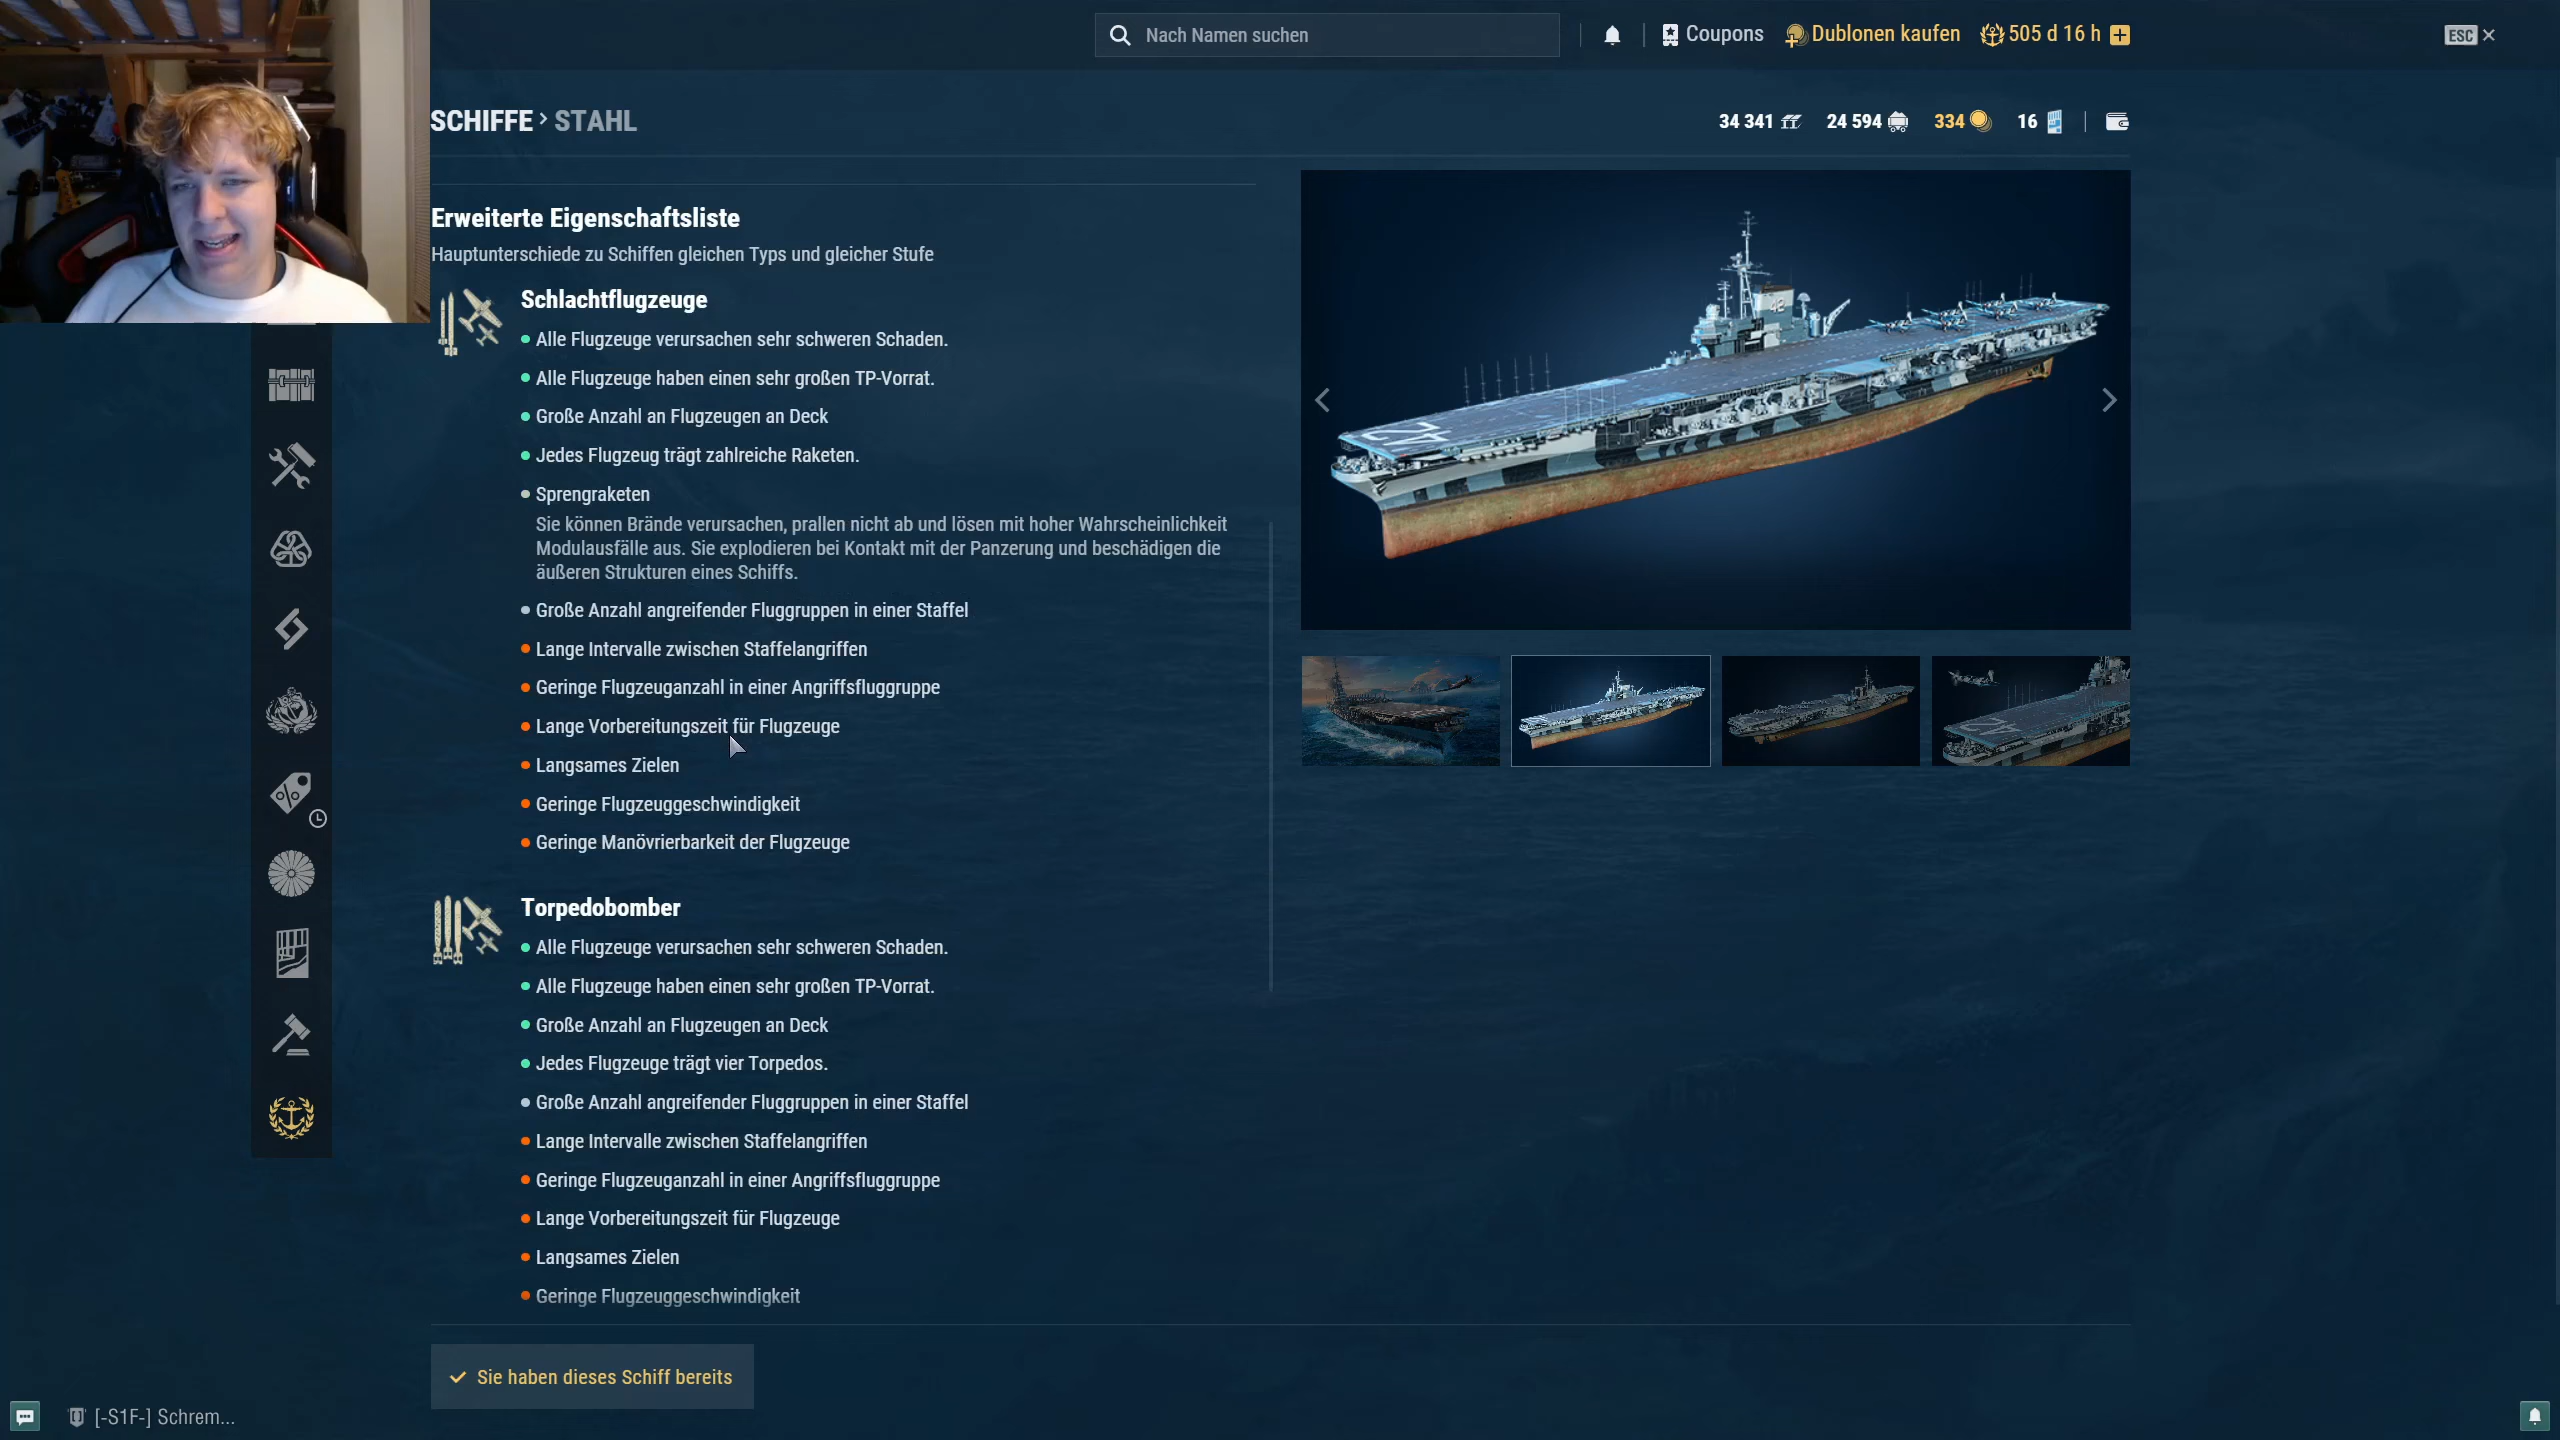 Nach Namen suchen
Coupons
Dublonen kaufen
505 d 16 h
ESC
SCHIFFE › STAHL
34 341
24 594
334
16
Erweiterte Eigenschaftsliste
Hauptunterschiede zu Schiffen gleichen Typs und gleicher Stufe
Schlachtflugzeuge
Alle Flugzeuge verursachen sehr schweren Schaden.
Alle Flugzeuge haben einen sehr großen TP-Vorrat.
Große Anzahl an Flugzeugen an Deck
Jedes Flugzeug trägt zahlreiche Raketen.
Sprengraketen
Sie können Brände verursachen, prallen nicht ab und lösen mit hoher Wahrscheinlichkeit
Modulausfälle aus. Sie explodieren bei Kontakt mit der Panzerung und beschädigen die
äußeren Strukturen eines Schiffs.
Große Anzahl angreifender Fluggruppen in einer Staffel
Lange Intervalle zwischen Staffelangriffen
Geringe Flugzeuganzahl in einer Angriffsfluggruppe
Lange Vorbereitungszeit für Flugzeuge
Langsames Zielen
Geringe Flugzeuggeschwindigkeit
Geringe Manövrierbarkeit der Flugzeuge
Torpedobomber
Alle Flugzeuge verursachen sehr schweren Schaden.
Alle Flugzeuge haben einen sehr großen TP-Vorrat.
Große Anzahl an Flugzeugen an Deck
Jedes Flugzeuge trägt vier Torpedos.
Große Anzahl angreifender Fluggruppen in einer Staffel
Lange Intervalle zwischen Staffelangriffen
Geringe Flugzeuganzahl in einer Angriffsfluggruppe
Lange Vorbereitungszeit für Flugzeuge
Langsames Zielen
Geringe Flugzeuggeschwindigkeit
42
42
Sie haben dieses Schiff bereits
[-S1F-] Schrem...